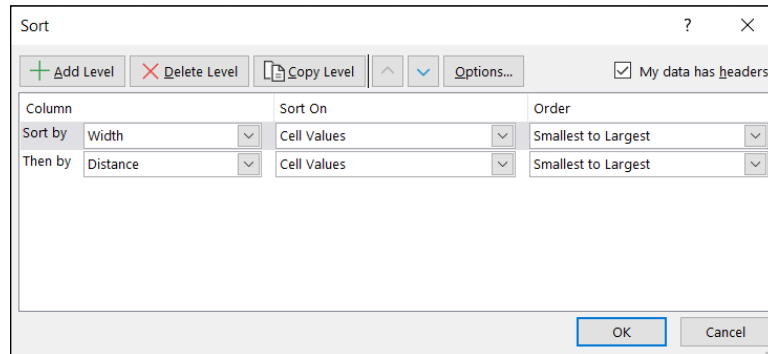 Sort ?
Add Level Delete Level Copy Level Options... My data has headers
Column Sort On Order
Sort by Width Cell Values Smallest to Largest
Then by Distance Cell Values Smallest to Largest
OK Cancel